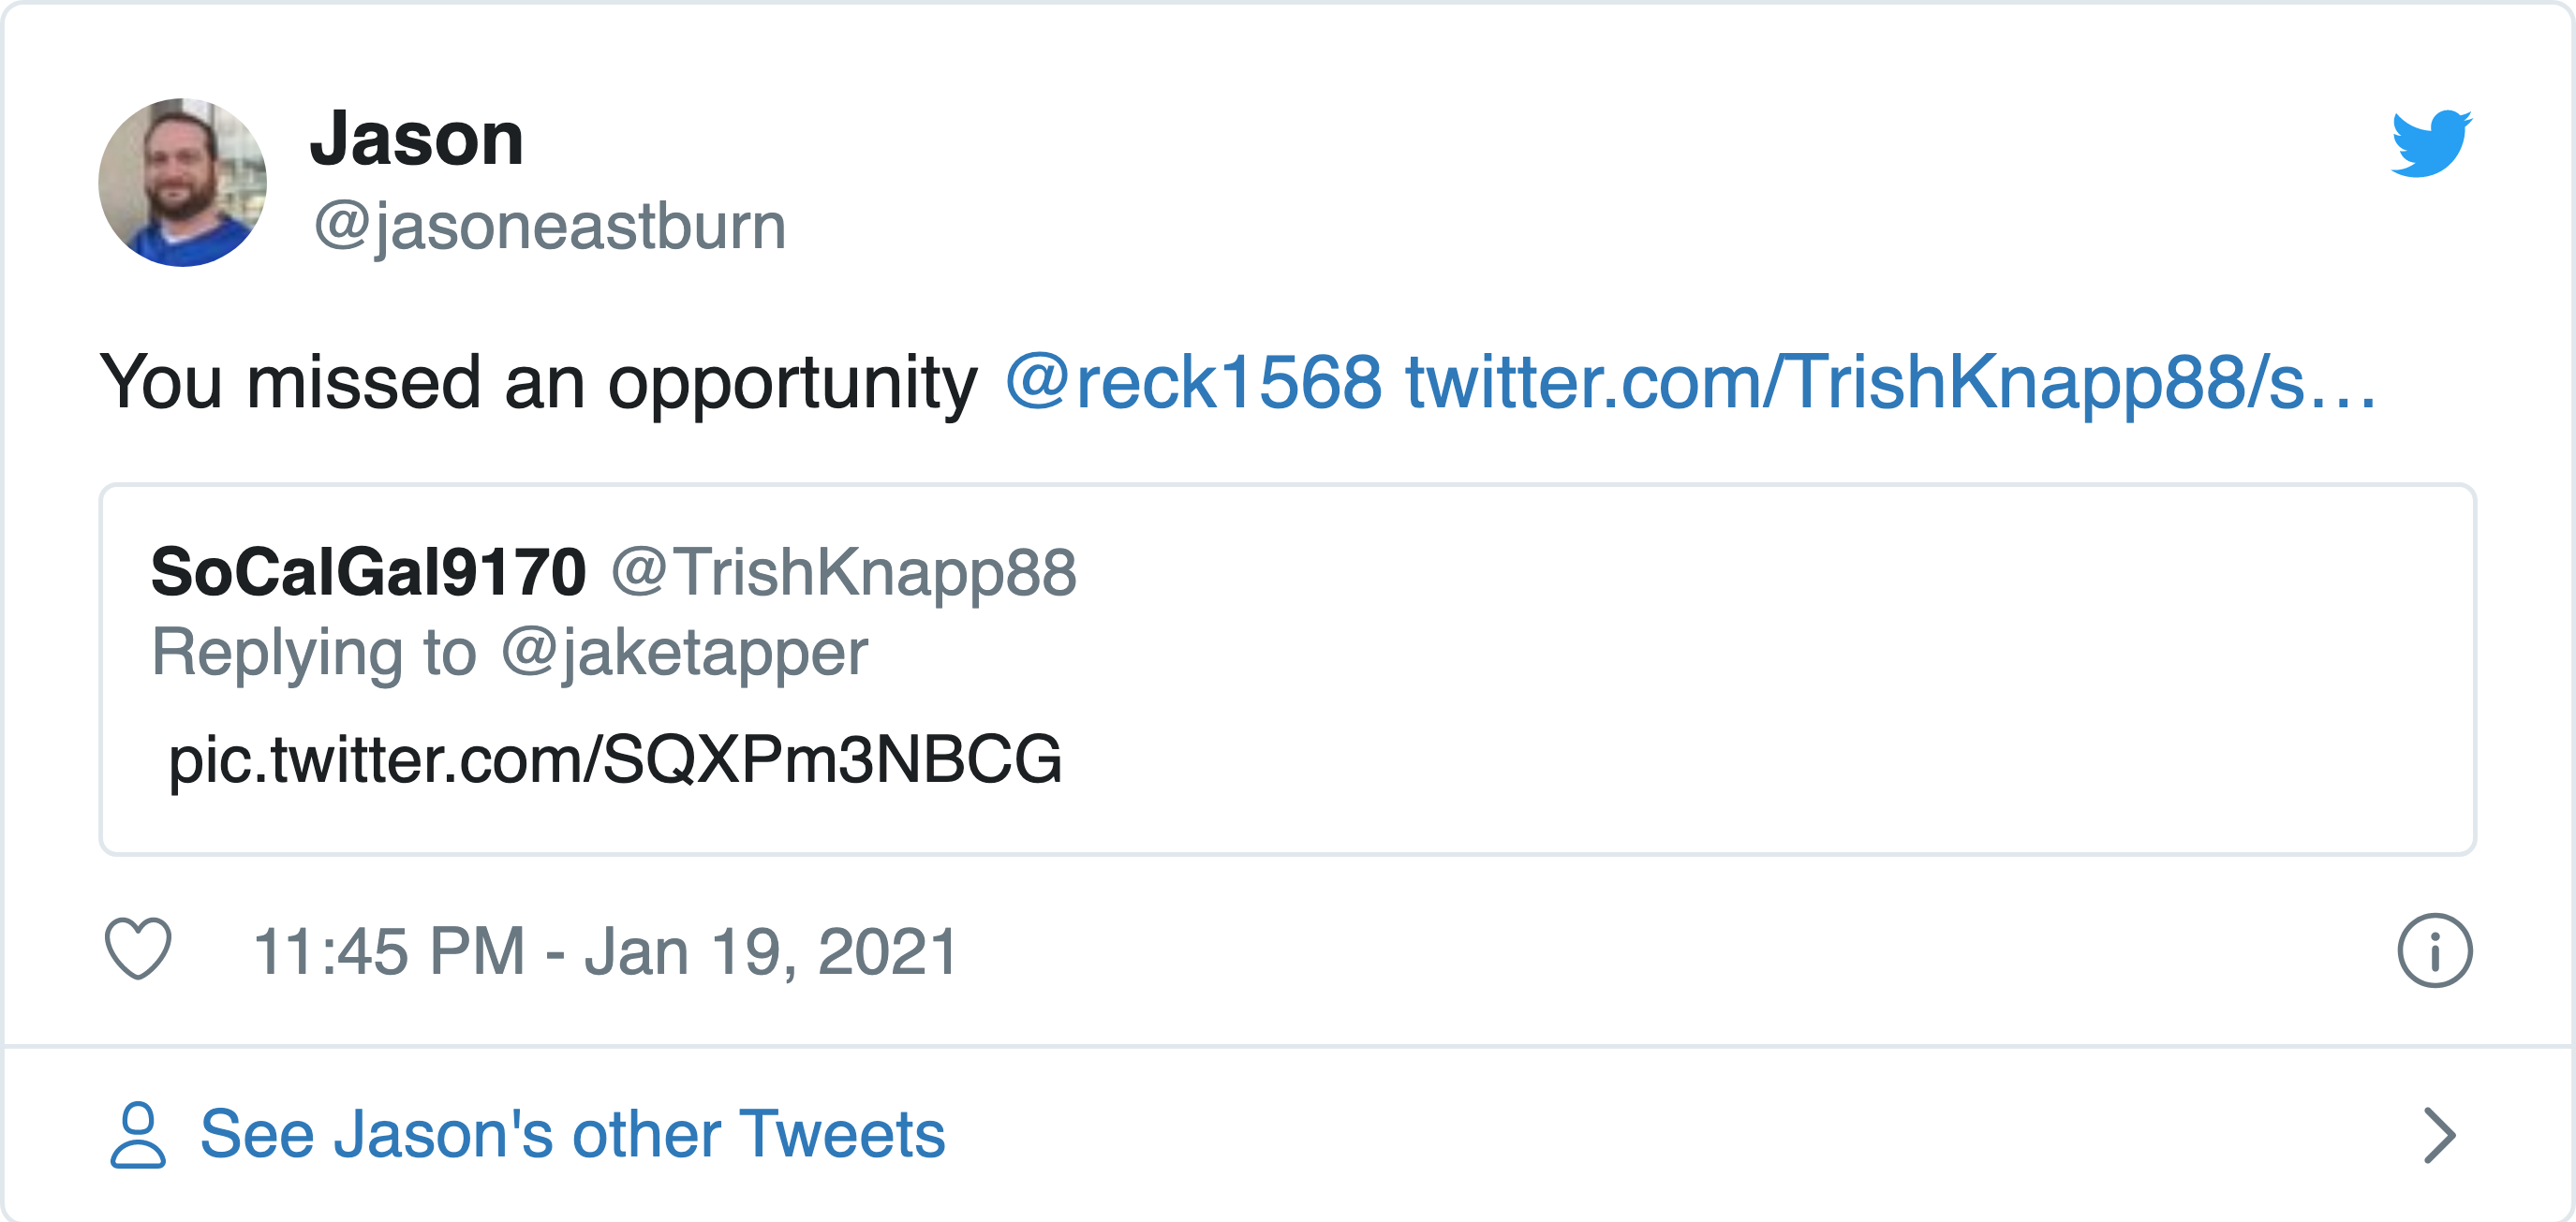 Jason
@jasoneastburn
You missed an opportunity @reck1568 twitter.com/TrishKnapp88/s…
SoCalGal9170 @TrishKnapp88
Replying to @jaketapper
pic.twitter.com/SQXPm3NBCG
11:45 PM - Jan 19, 2021
See Jason's other Tweets